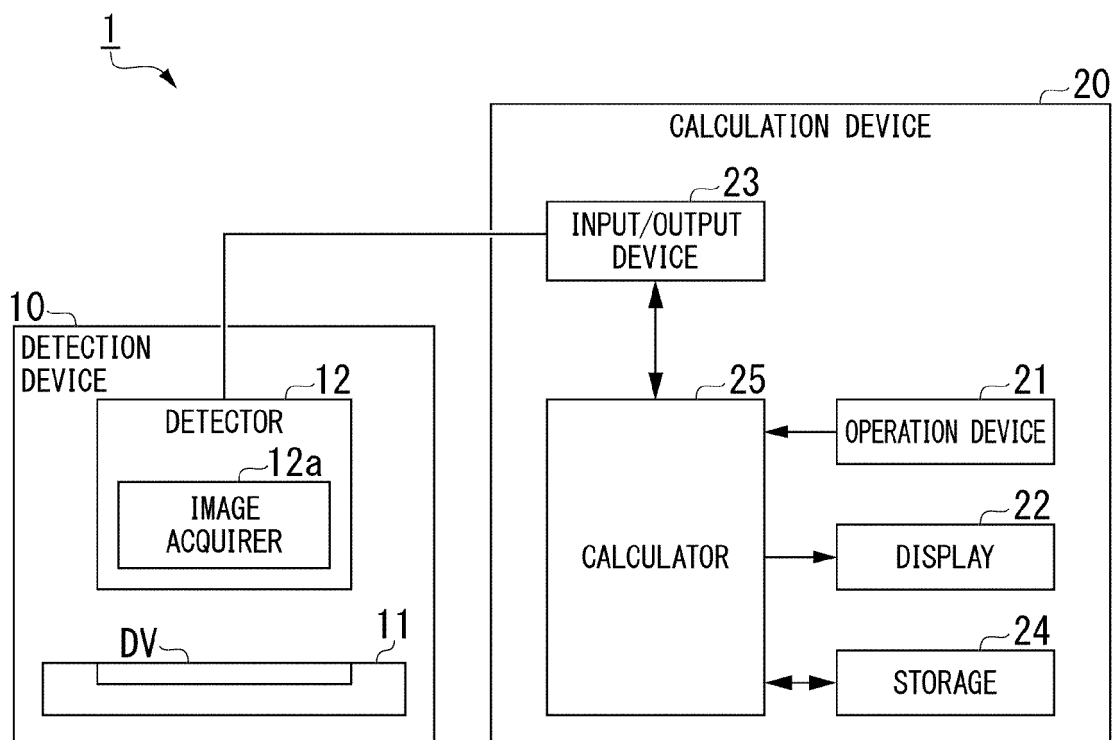 1
20
CALCULATION DEVICE
23
INPUT/OUTPUT
DEVICE
10
DETECTION
DEVICE
12
DETECTOR
12a
IMAGE
ACQUIRER
DV
11
25
CALCULATOR
21
OPERATION DEVICE
22
DISPLAY
24
STORAGE